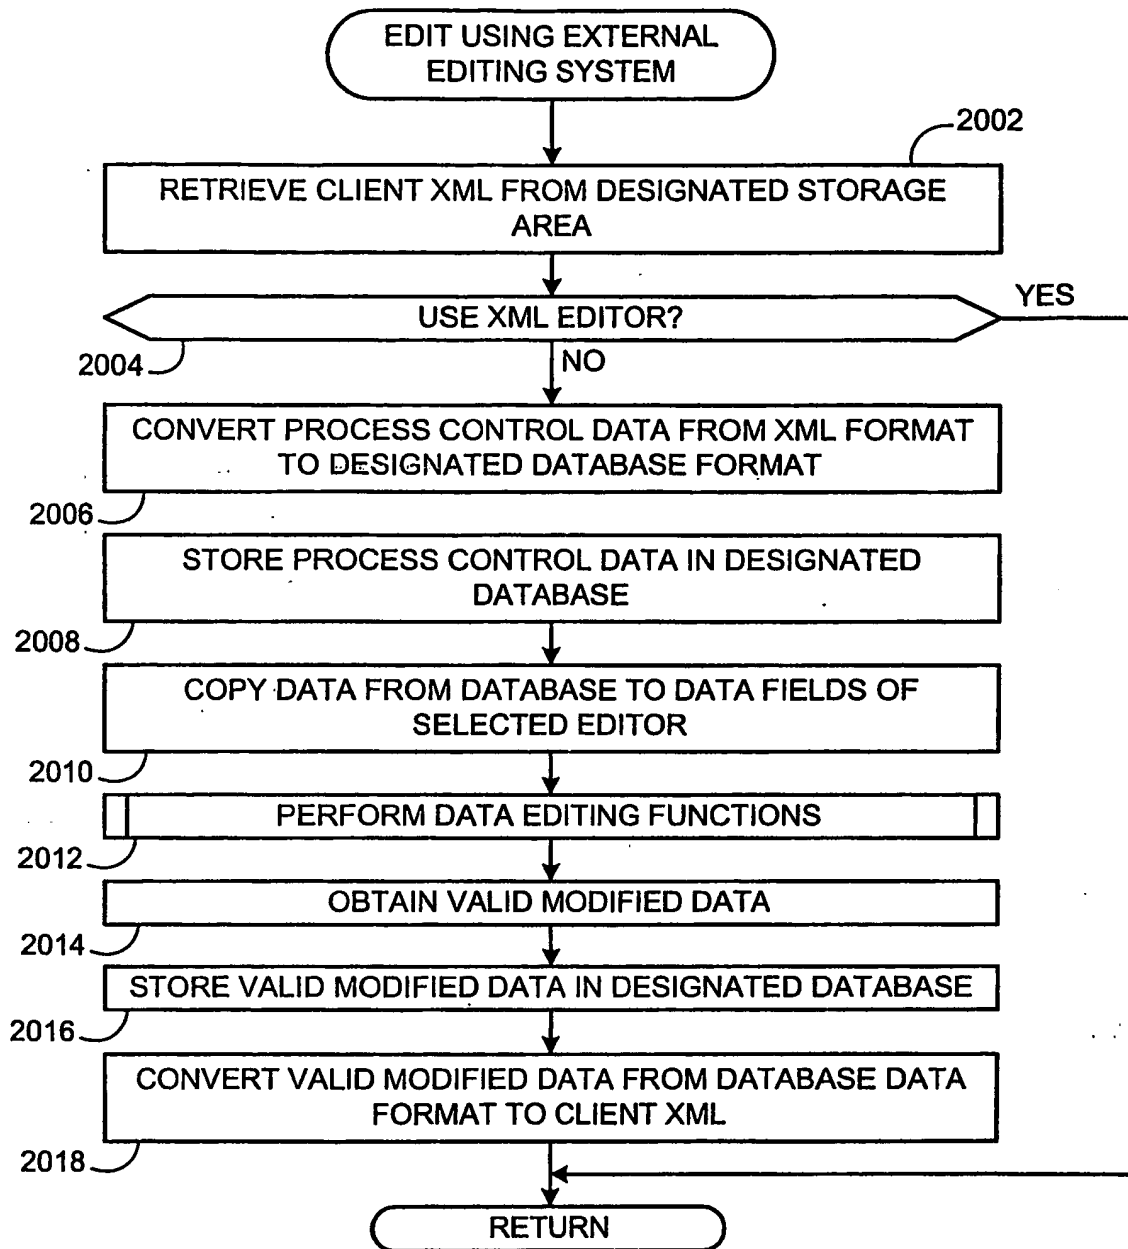 EDIT USING EXTERNAL
EDITING SYSTEM
2002
RETRIEVE CLIENT XML FROM DESIGNATED STORAGE
AREA
YES
USE XML EDITOR?
2004
NO
CONVERT PROCESS CONTROL DATA FROM XML FORMAT
TO DESIGNATED DATABASE FORMAT
2006
STORE PROCESS CONTROL DATA IN DESIGNATED
DATABASE
2008
COPY DATA FROM DATABASE TO DATA FIELDS OF
SELECTED EDITOR
2010
PERFORM DATA EDITING FUNCTIONS
2012
OBTAIN VALID MODIFIED DATA
2014
STORE VALID MODIFIED DATA IN DESIGNATED DATABASE
2016
CONVERT VALID MODIFIED DATA FROM DATABASE DATA
FORMAT TO CLIENT XML
2018
RETURN